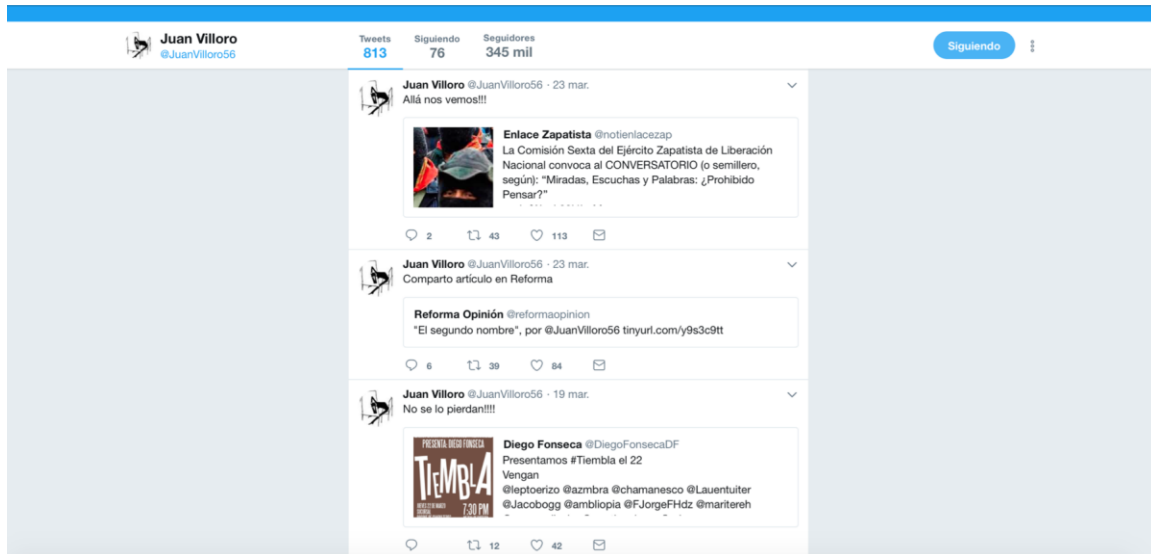 Juan Villoro
@JuanVilloro56
Tweets
813
Siguiendo
76
Seguidores
345 mil
Siguiendo
Juan Villoro @JuanVilloro56 · 23 mar.
Allá nos vemos!!!
Enlace Zapatista @notienlacezap
La Comisión Sexta del Ejército Zapatista de Liberación
Nacional convoca al CONVERSATORIO (o semillero,
según): “Miradas, Escuchas y Palabras: ¿Prohibido
Pensar?”
2 43 113
Juan Villoro @JuanVilloro56 · 23 mar.
Comparto artículo en Reforma
Reforma Opinión @reformaopinion
"El segundo nombre", por @JuanVilloro56 tinyurl.com/y9s3c9tt
6 39 84
Juan Villoro @JuanVilloro56 · 19 mar.
No se lo pierdan!!!!
PRESENTA: DIEGO FONSECA
TIEMBLA
7:30 PM
Diego Fonseca @DiegoFonsecaDF
Presentamos #Tiembla el 22
Vengan
@leptoerizo @azmbra @chamanesco @Lauentuiter
@Jacobogg @ambliopia @FJorgeFHdz @maritereh
12 42